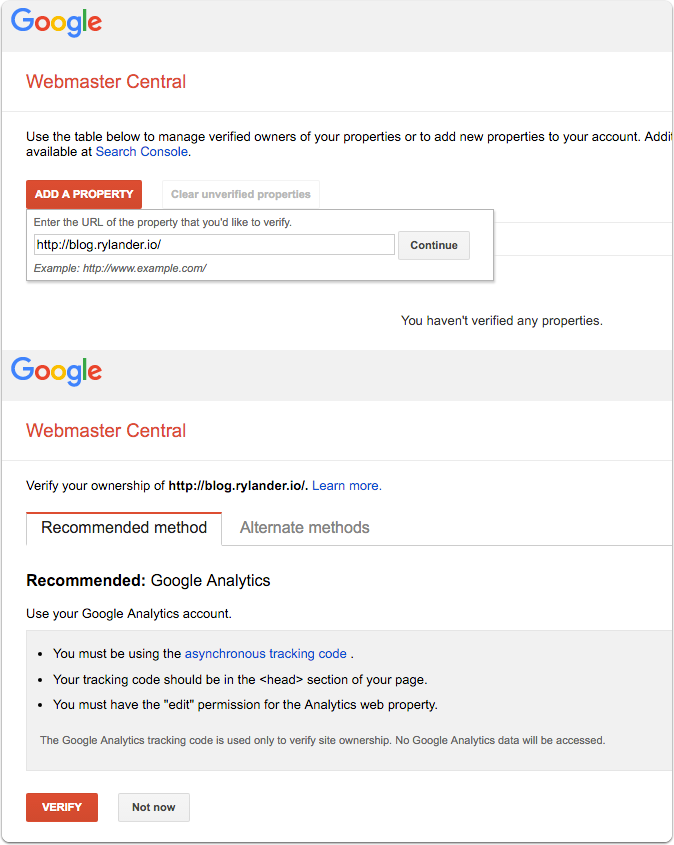 Google
Webmaster Central
Use the table below to manage verified owners of your properties or to add new properties to your account.
available at Search Console.
ADD A PROPERTY Clear unverified properties
Enter the URL of the property that you'd like to verify.
http://blog.rylander.io/ Continue
Example: http://www.example.com/
You haven't verified any properties.
Google
Webmaster Central
Verify your ownership of http://blog.rylander.io/. Learn more.
Recommended method Alternate methods
Recommended: Google Analytics
Use your Google Analytics account.
• You must be using the asynchronous tracking code .
• Your tracking code should be in the <head> section of your page.
• You must have the "edit" permission for the Analytics web property.
The Google Analytics tracking code is used only to verify site ownership. No Google Analytics data will be accessed.
VERIFY Not now